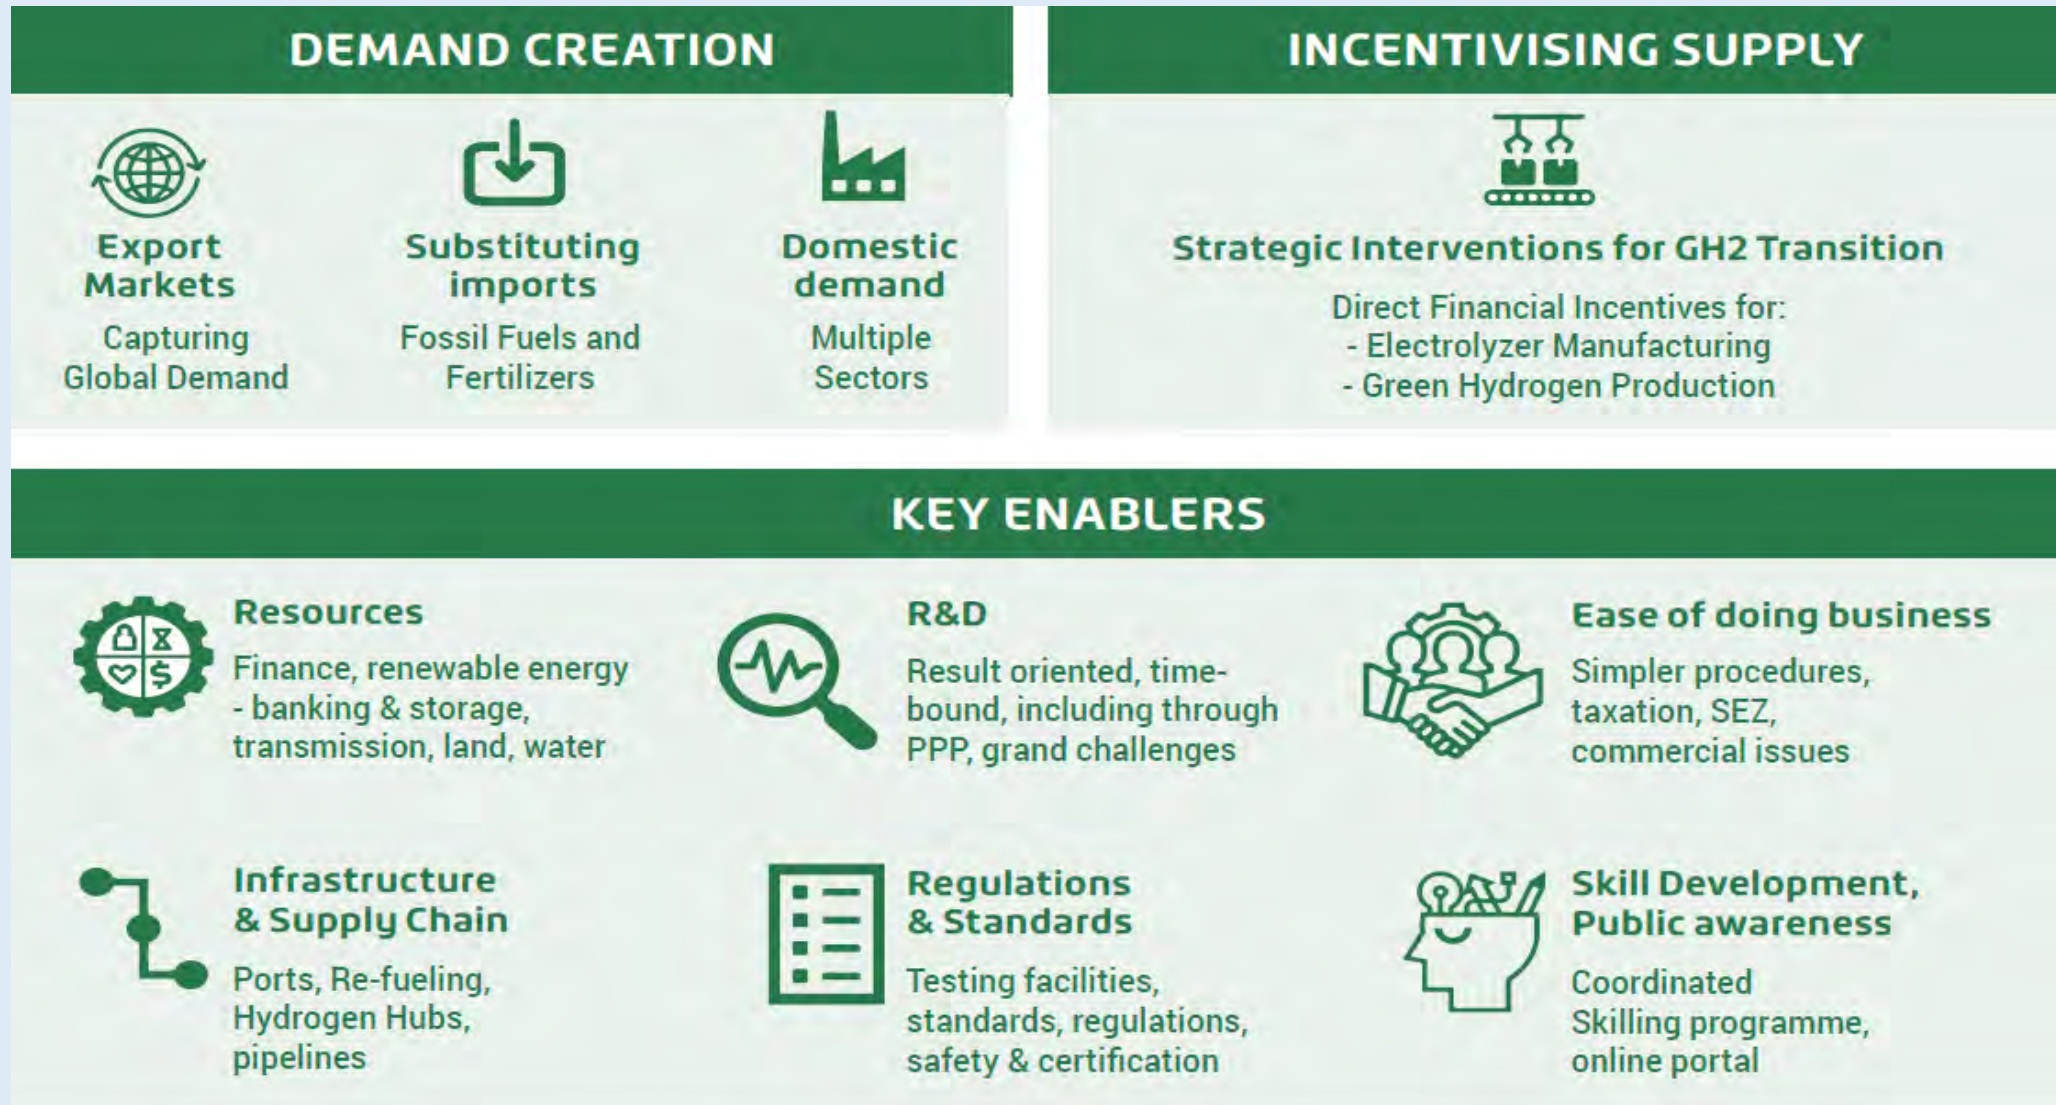 DEMAND CREATION
Export
Markets
Capturing
Global Demand
Substituting
imports
Fossil Fuels and
Fertilizers
Domestic
demand
Multiple
Sectors
INCENTIVISING SUPPLY
Strategic Interventions for GH2 Transition
Direct Financial Incentives for:
- Electrolyzer Manufacturing
- Green Hydrogen Production
KEY ENABLERS
Resources
Finance, renewable energy
- banking & storage,
transmission, land, water
R&D
Result oriented, time-
bound, including through
PPP, grand challenges
Ease of doing business
Simpler procedures,
taxation, SEZ,
commercial issues
Infrastructure
& Supply Chain
Ports, Re-fueling,
Hydrogen Hubs,
pipelines
Regulations
& Standards
Testing facilities,
standards, regulations,
safety & certification
Skill Development,
Public awareness
Coordinated
Skilling programme,
online portal